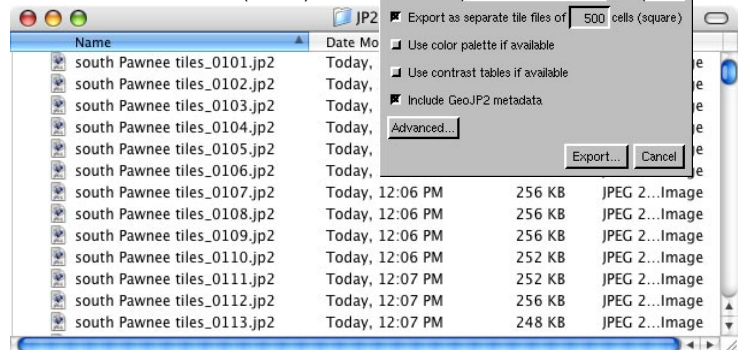 JP2
Export as separate tile files of 500 cells (square)
Name Date Mo
Use color palette if available
Use contrast tables if available
Include GeoJP2 metadata
Advanced...
Export... Cancel
south Pawnee tiles_0101.jp2 Today, ge
south Pawnee tiles_0102.jp2 Today, ge
south Pawnee tiles_0103.jp2 Today, ge
south Pawnee tiles_0104.jp2 Today, ge
south Pawnee tiles_0105.jp2 Today, ge
south Pawnee tiles_0106.jp2 Today, ge
south Pawnee tiles_0107.jp2 Today, 12:06 PM 256 KB JPEG 2...Image
south Pawnee tiles_0108.jp2 Today, 12:06 PM 256 KB JPEG 2...Image
south Pawnee tiles_0109.jp2 Today, 12:06 PM 256 KB JPEG 2...Image
south Pawnee tiles_0110.jp2 Today, 12:06 PM 252 KB JPEG 2...Image
south Pawnee tiles_0111.jp2 Today, 12:07 PM 252 KB JPEG 2...Image
south Pawnee tiles_0112.jp2 Today, 12:07 PM 256 KB JPEG 2...Image
south Pawnee tiles_0113.jp2 Today, 12:07 PM 248 KB JPEG 2...Image